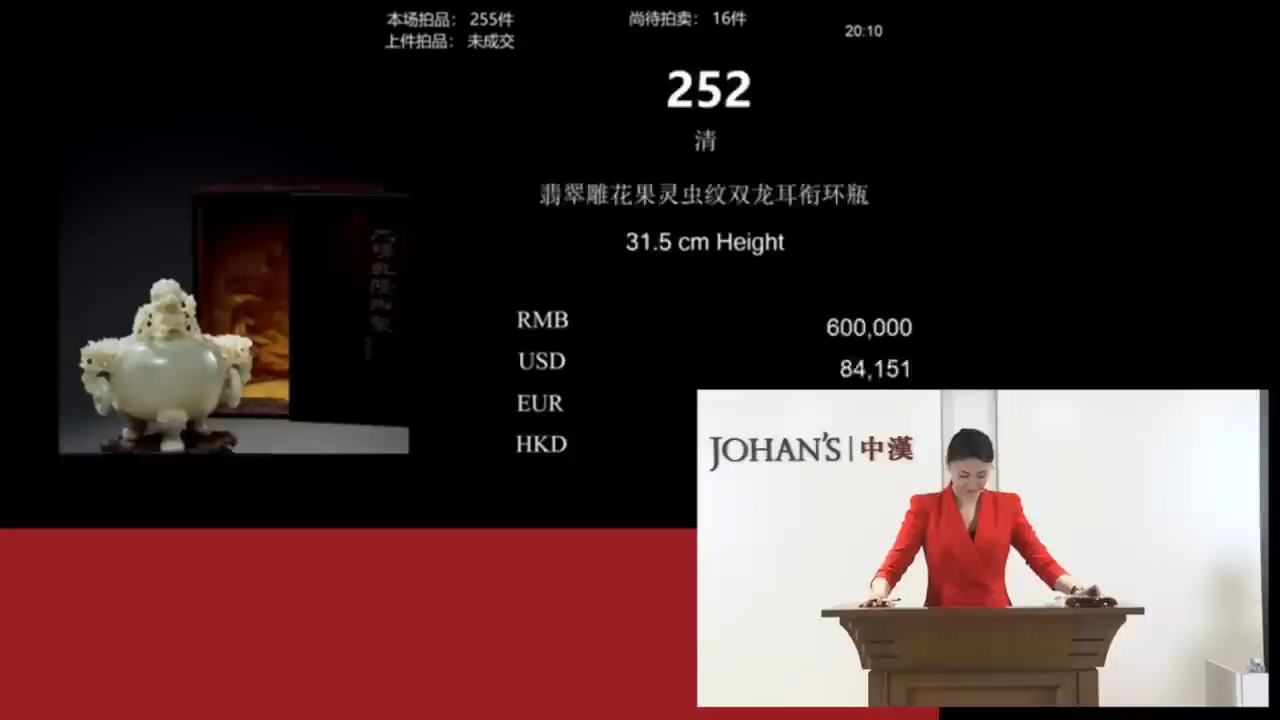 本场拍品: 255件
尚待拍卖: 16件
上件拍品: 未成交
20:10
252
清
翡翠雕花果灵虫纹双龙耳衔环瓶
31.5 cm Height
RMB 600,000
USD 84,151
EUR
HKD
JOHAN'S | 中漢